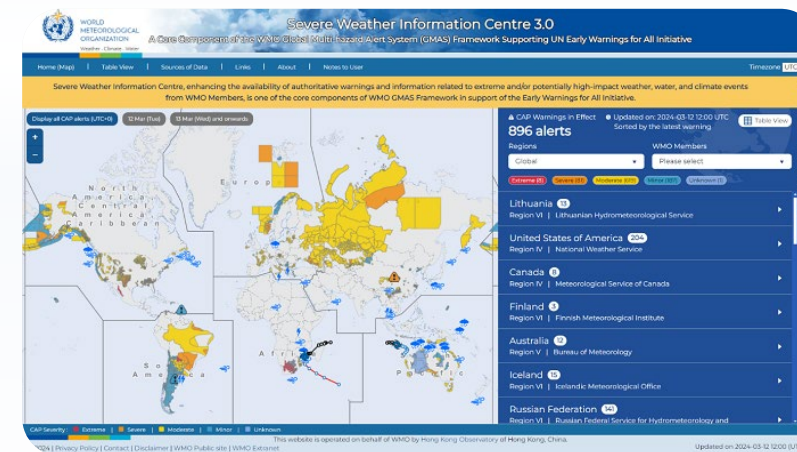 WORLD
METEOROLOGICAL
ORGANIZATION
Weather · Climate · Water
Severe Weather Information Centre 3.0
A Core Component of the WMO Global Multi-hazard Alert System (GMAS) Framework Supporting UN Early Warnings for All Initiative
Home (Map) | Table View | Sources of Data | Links | About | Notes to User
Timezone UTC
Severe Weather Information Centre, enhancing the availability of authoritative warnings and information related to extreme and/or potentially high-impact weather, water, and climate events
from WMO Members, is one of the core components of WMO GMAS Framework in support of the Early Warnings for All Initiative.
Display all CAP alerts (UTC+0) 12 Mar (Tue) 13 Mar (Wed) and onwards
+
−
North
America,
Central
America,
Caribbean
Europe
South
America
Africa
Pacific
CAP Warnings in Effect
896 alerts
Updated on: 2024-03-12 12:00 UTC
Sorted by the latest warning
Table View
Regions
WMO Members
Global
Please select
Extreme Severe Moderate Minor Unknown
Lithuania 13
Region VI | Lithuanian Hydrometeorological Service
United States of America 204
Region IV | National Weather Service
Canada 8
Region IV | Meteorological Service of Canada
Finland 3
Region VI | Finnish Meteorological Institute
Australia 12
Region V | Bureau of Meteorology
Iceland 15
Region VI | Icelandic Meteorological Office
Russian Federation 141
Region VI | Russian Federal Service for Hydrometeorology and
CAP Severity: Extreme | Severe | Moderate | Minor | Unknown
This website is operated on behalf of WMO by Hong Kong Observatory of Hong Kong, China.
2024 | Privacy Policy | Contact | Disclaimer | WMO Public site | WMO Extranet
Updated on 2024-03-12 12:00 (UT